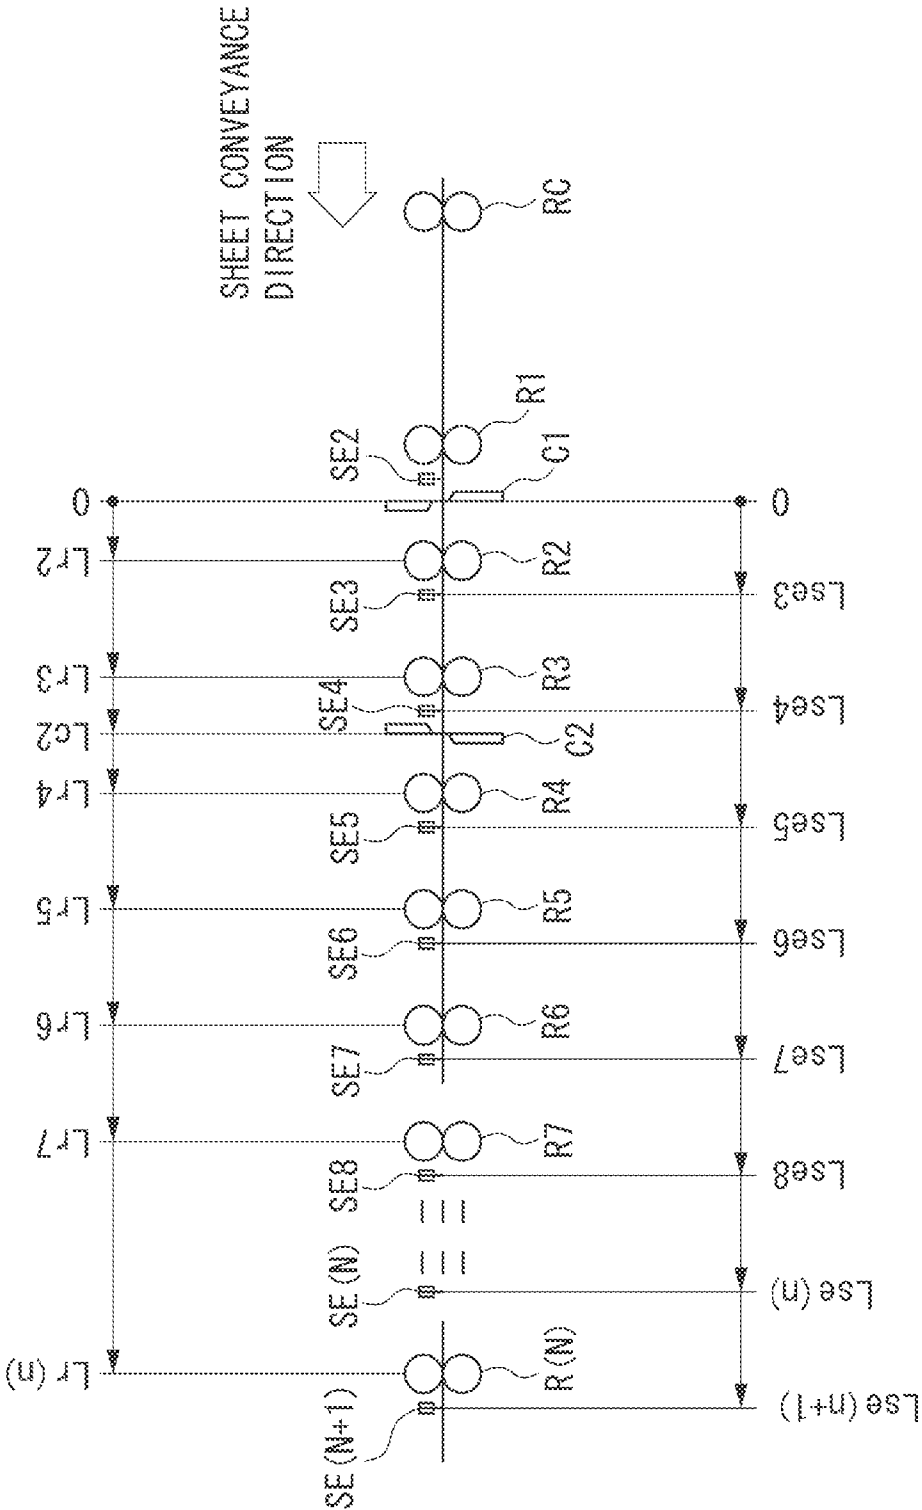 SHEET CONVEYANCE
DIRECTION
RC
R1
SE2
C1
0
0
Lr2
R2
SE3
Lse3
Lr3
R3
SE4
Lse4
Lc2
C2
Lr4
R4
SE5
Lse5
Lr5
R5
SE6
Lse6
Lr6
R6
SE7
Lse7
Lr7
R7
SE8
Lse8
SE(N)
Lse(n)
Lr(n)
R(N)
SE(N+1)
Lse(n+1)